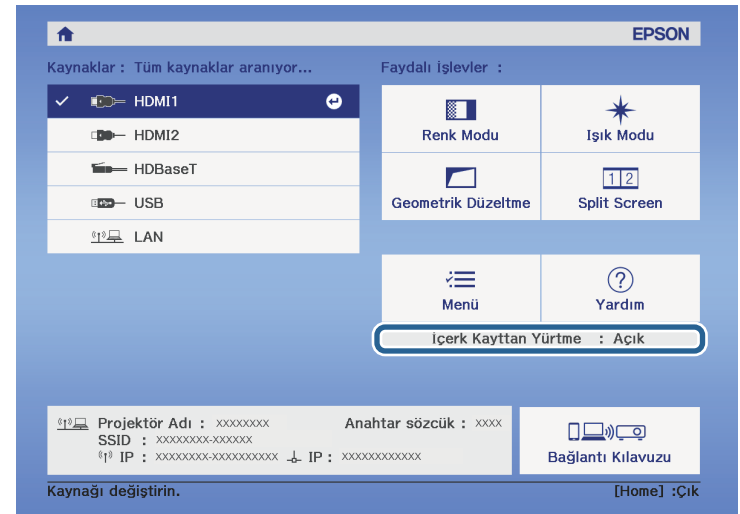 EPSON
Kaynaklar : Tüm kaynaklar aranıyor...
HDMI1
HDMI2
HDBaseT
USB
LAN
Faydalı İşlevler :
Renk Modu
Işık Modu
Geometrik Düzeltme
1 2
Split Screen
Menü
?
Yardım
İçerk Kayttan Yürtme : Açık
Projektör Adı : xxxxxxxx
Anahtar sözcük : xxxx
SSID : xxxxxxxx-xxxxxx
IP : xxxxxxxx-xxxxxxxxxx IP : xxxxxxxxxxxx
Bağlantı Kılavuzu
Kaynağı değiştirin.
[Home] :Çık